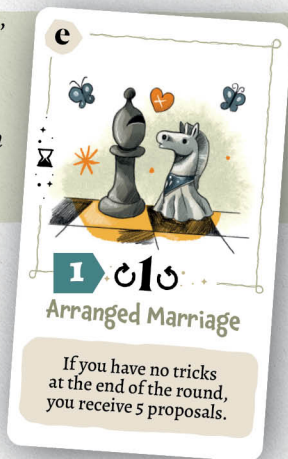 e
1
1
Arranged Marriage
If you have no tricks
at the end of the round,
you receive 5 proposals.